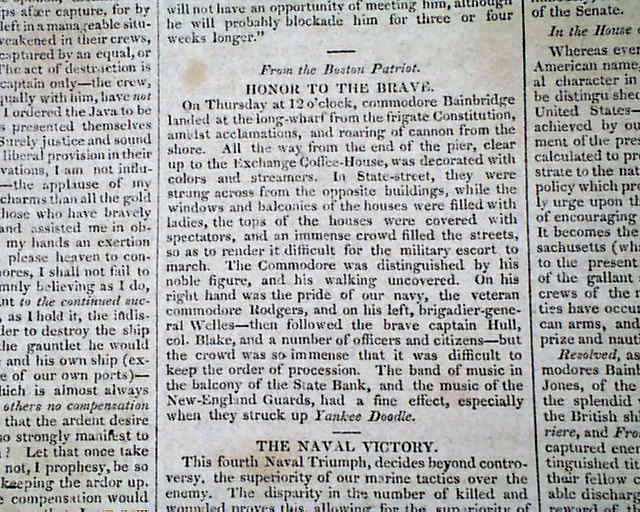 ps after capture, for by
left in a manageable situ-
weakened in their crews,
captured by an equal, or
The act of destruction is
captain only—the crew,
qually with him, have not
I ordered the Java to be
s presented themselves
Surely justice and sound
liberal provision in their
vations, I am not influ-
—the applause of my
charms than all the gold
hose who have bravely
and assisted me in ob-
my hands an exertion
please heaven to con-
ores, I shall not fail to
mnly believing as I do,
nt to the continued suc-
, as I hold it, the indis-
der to destroy the ship
the gauntlet he would
and his own ship (ex-
e of our own ports)—
hich is almost always
others no compensation
that the ardent desire
so strongly manifest to
? Let that once take
not, I prophesy, be so
keeping the ardor up.
e compensation would
will not have an opportunity of meeting him, although
he will probably blockade him for three or four
weeks longer."
From the Boston Patriot.
HONOR TO THE BRAVE.
On Thursday at 12 o'clock, commodore Bainbridge
landed at the long-wharf from the frigate Constitution,
amidst acclamations, and roaring of cannon from the
shore. All the way from the end of the pier, clear
up to the Exchange Coffee-House, was decorated with
colors and streamers. In State-street, they were
strung across from the opposite buildings, while the
windows and balconies of the houses were filled with
ladies, the tops of the houses were covered with
spectators, and an immense crowd filled the streets,
so as to render it difficult for the military escort to
march. The Commodore was distinguished by his
noble figure, and his walking uncovered. On his
right hand was the pride of our navy, the veteran
commodore Rodgers, and on his left, brigadier-gene-
ral Welles—then followed the brave captain Hull,
col. Blake, and a number of officers and citizens—but
the crowd was so immense that it was difficult to
keep the order of procession. The band of music in
the balcony of the State Bank, and the music of the
New-England Guards, had a fine effect, especially
when they struck up Yankee Doodle.
THE NAVAL VICTORY.
This fourth Naval Triumph, decides beyond contro-
versy, the superiority of our marine tactics over the
enemy. The disparity in the number of killed and
wounded proves this, allowing for the superiority of
of the Senate.
In the House
Whereas ever
American name,
al character in
be distinguished
United States—
achieved by ou
ment of the pres
calculated to pr
strate to the nat
policy which pr
ly urge upon th
of encouraging
It becomes the
sachusetts (wh
to the present
of the gallant
crews of the
ties have occu
can arms, and
prize and nauti
Resolved, as
modores Bainb
Jones, of the
the splendid
the British sh
riere, and Fro
captured ener
tinguished tit
their fellow
able discharg
reward of